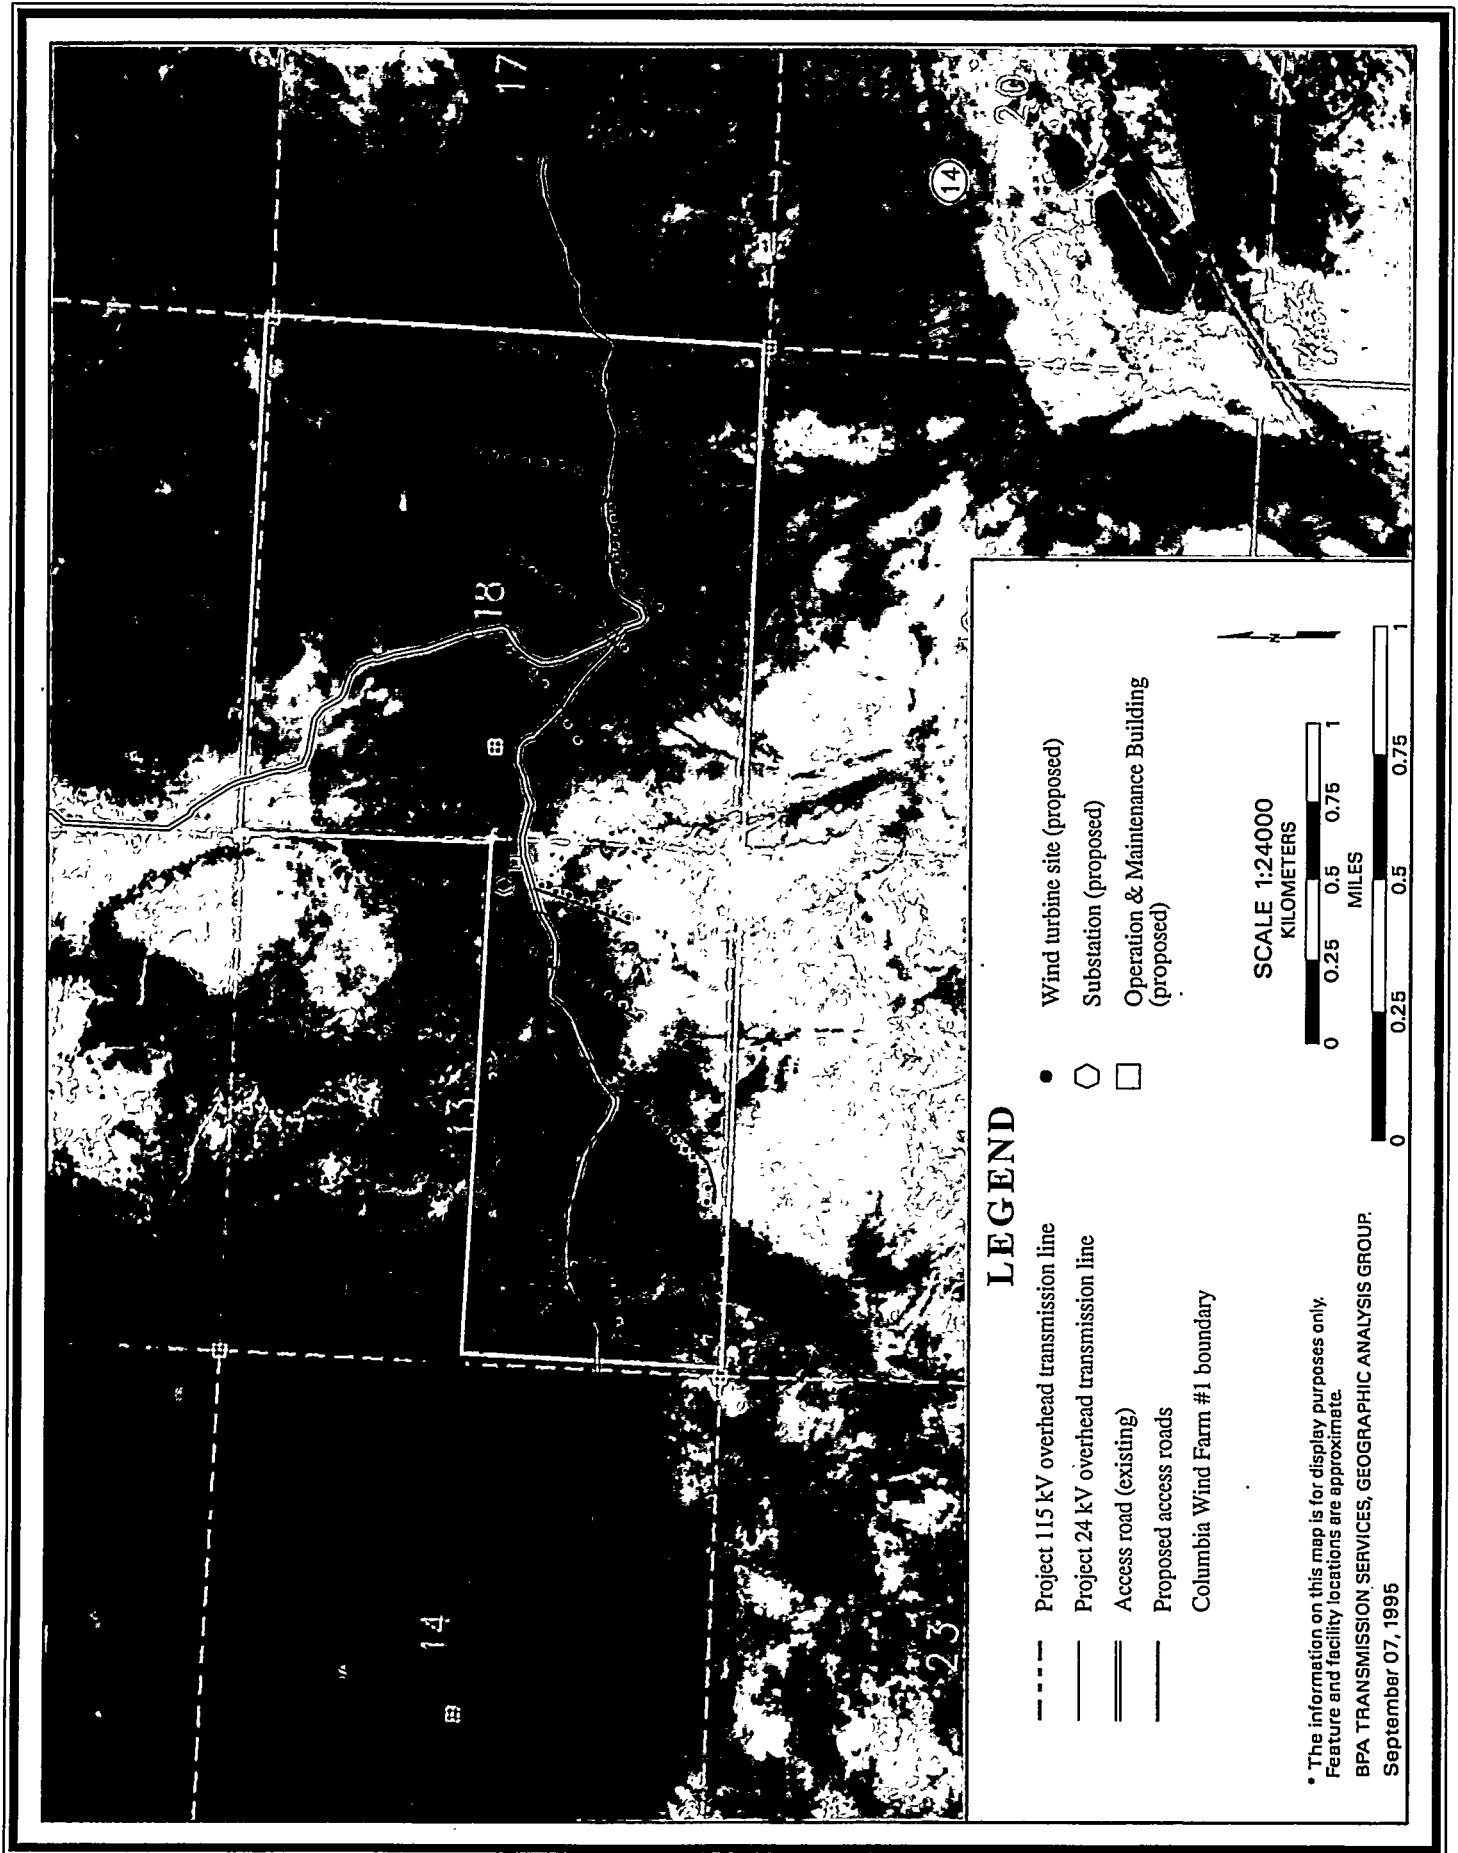 17
20
14
19
18
13
14
23
LEGEND
Project 115 kV overhead transmission line
Project 24 kV overhead transmission line
Access road (existing)
Proposed access roads
Columbia Wind Farm #1 boundary
Wind turbine site (proposed)
Substation (proposed)
Operation & Maintenance Building
(proposed)
N
SCALE 1:24000
KILOMETERS
0 0.25 0.5 0.75 1
MILES
0 0.25 0.5 0.75 1
* The information on this map is for display purposes only.
Feature and facility locations are approximate.
BPA TRANSMISSION SERVICES, GEOGRAPHIC ANALYSIS GROUP.
September 07, 1995